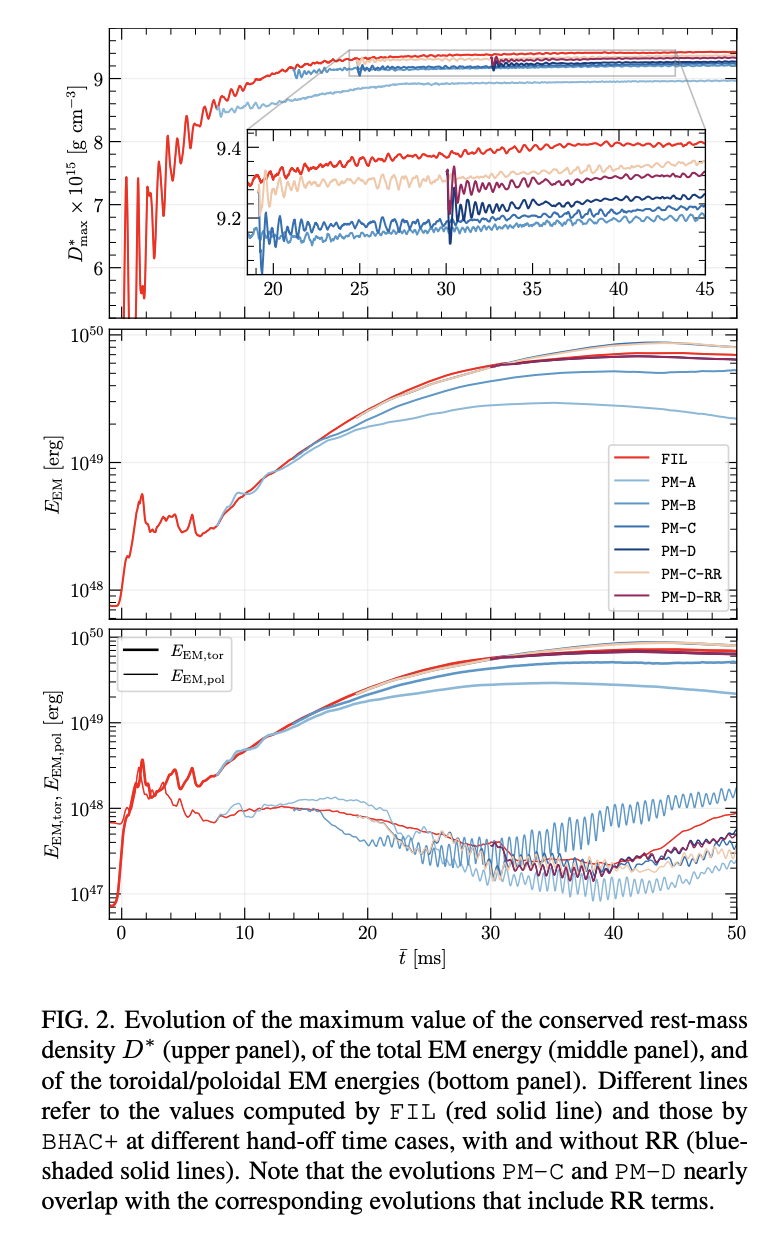 9
8
7
6
D*max × 10^15 [g cm^−3]
9.4
9.2
20 25 30 35 40 45
10^50
10^49
10^48
E_EM [erg]
FIL
PM-A
PM-B
PM-C
PM-D
PM-C-RR
PM-D-RR
10^50
10^49
10^48
10^47
E_EM,tor, E_EM,pol [erg]
E_EM,tor
E_EM,pol
0 10 20 30 40 50
t̄ [ms]
FIG. 2. Evolution of the maximum value of the conserved rest-mass
density D* (upper panel), of the total EM energy (middle panel), and
of the toroidal/poloidal EM energies (bottom panel). Different lines
refer to the values computed by FIL (red solid line) and those by
BHAC+ at different hand-off time cases, with and without RR (blue-
shaded solid lines). Note that the evolutions PM-C and PM-D nearly
overlap with the corresponding evolutions that include RR terms.